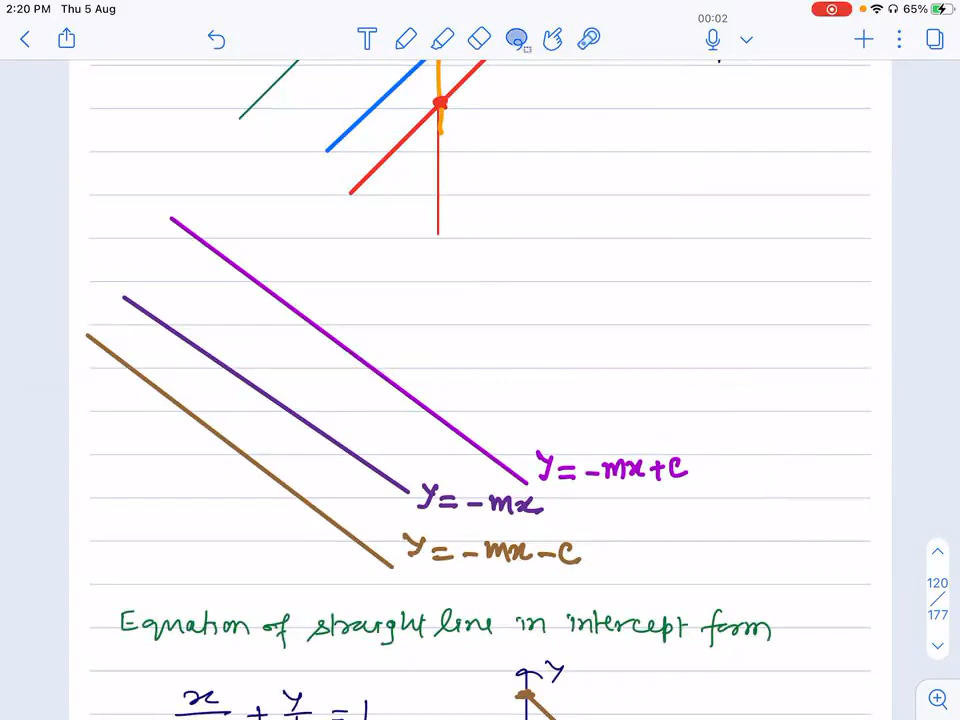 2:20 PM Thu 5 Aug
65%
00:02
T
y = -mx+c
y = -mx
y = -mx-c
120
177
Equation of straight line in intercept form
y
x y
+ = 1